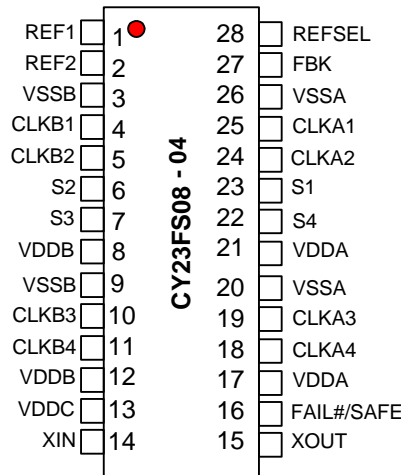 REF1 1 28 REFSEL
REF2 2 27 FBK
VSSB 3 26 VSSA
CLKB1 4 25 CLKA1
CLKB2 5 24 CLKA2
S2 6 23 S1
S3 7 22 S4
VDDB 8 21 VDDA
VSSB 9 20 VSSA
CLKB3 10 19 CLKA3
CLKB4 11 18 CLKA4
VDDB 12 17 VDDA
VDDC 13 16 FAIL#/SAFE
XIN 14 15 XOUT
CY23FS08 - 04